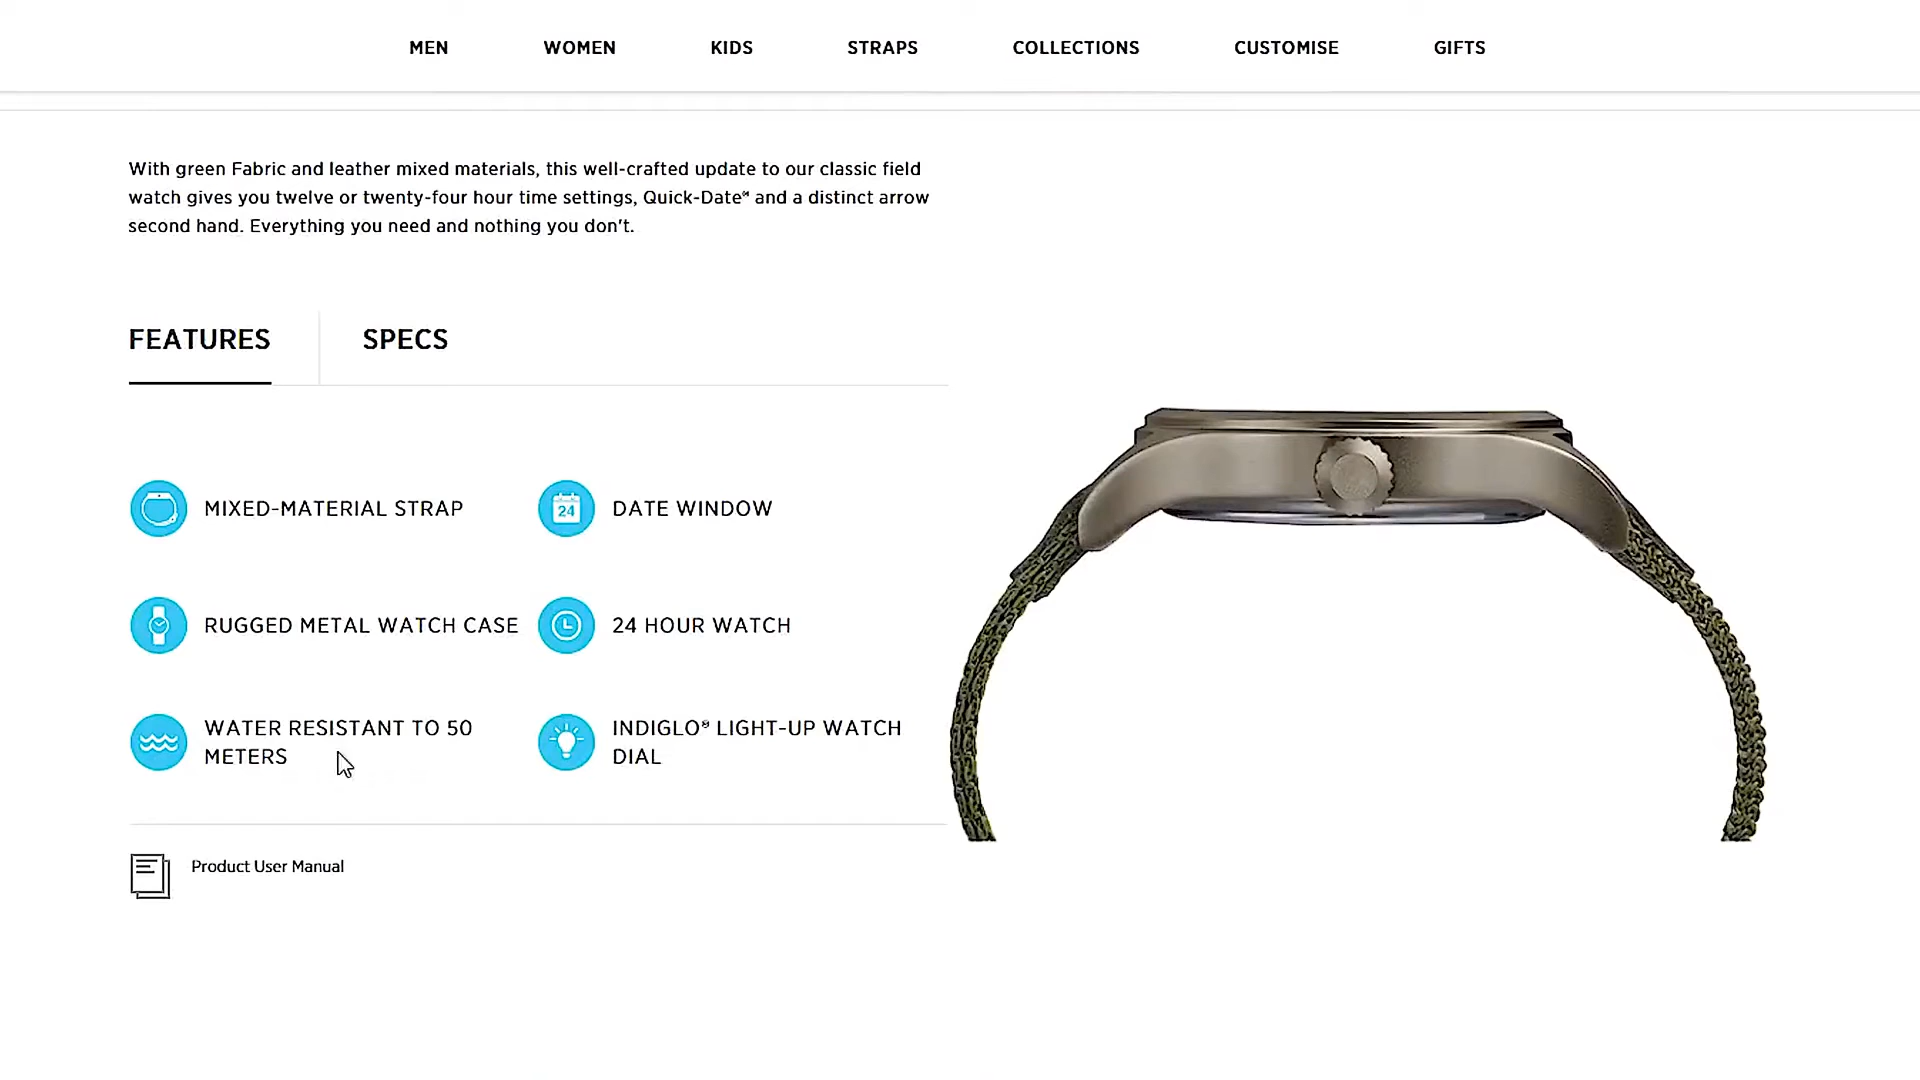 MEN WOMEN KIDS STRAPS COLLECTIONS CUSTOMISE GIFTS
With green Fabric and leather mixed materials, this well-crafted update to our classic field
watch gives you twelve or twenty-four hour time settings, Quick-Date℠ and a distinct arrow
second hand. Everything you need and nothing you don't.
FEATURES SPECS
MIXED-MATERIAL STRAP
24
DATE WINDOW
RUGGED METAL WATCH CASE
24 HOUR WATCH
WATER RESISTANT TO 50
METERS
INDIGLO® LIGHT-UP WATCH
DIAL
Product User Manual